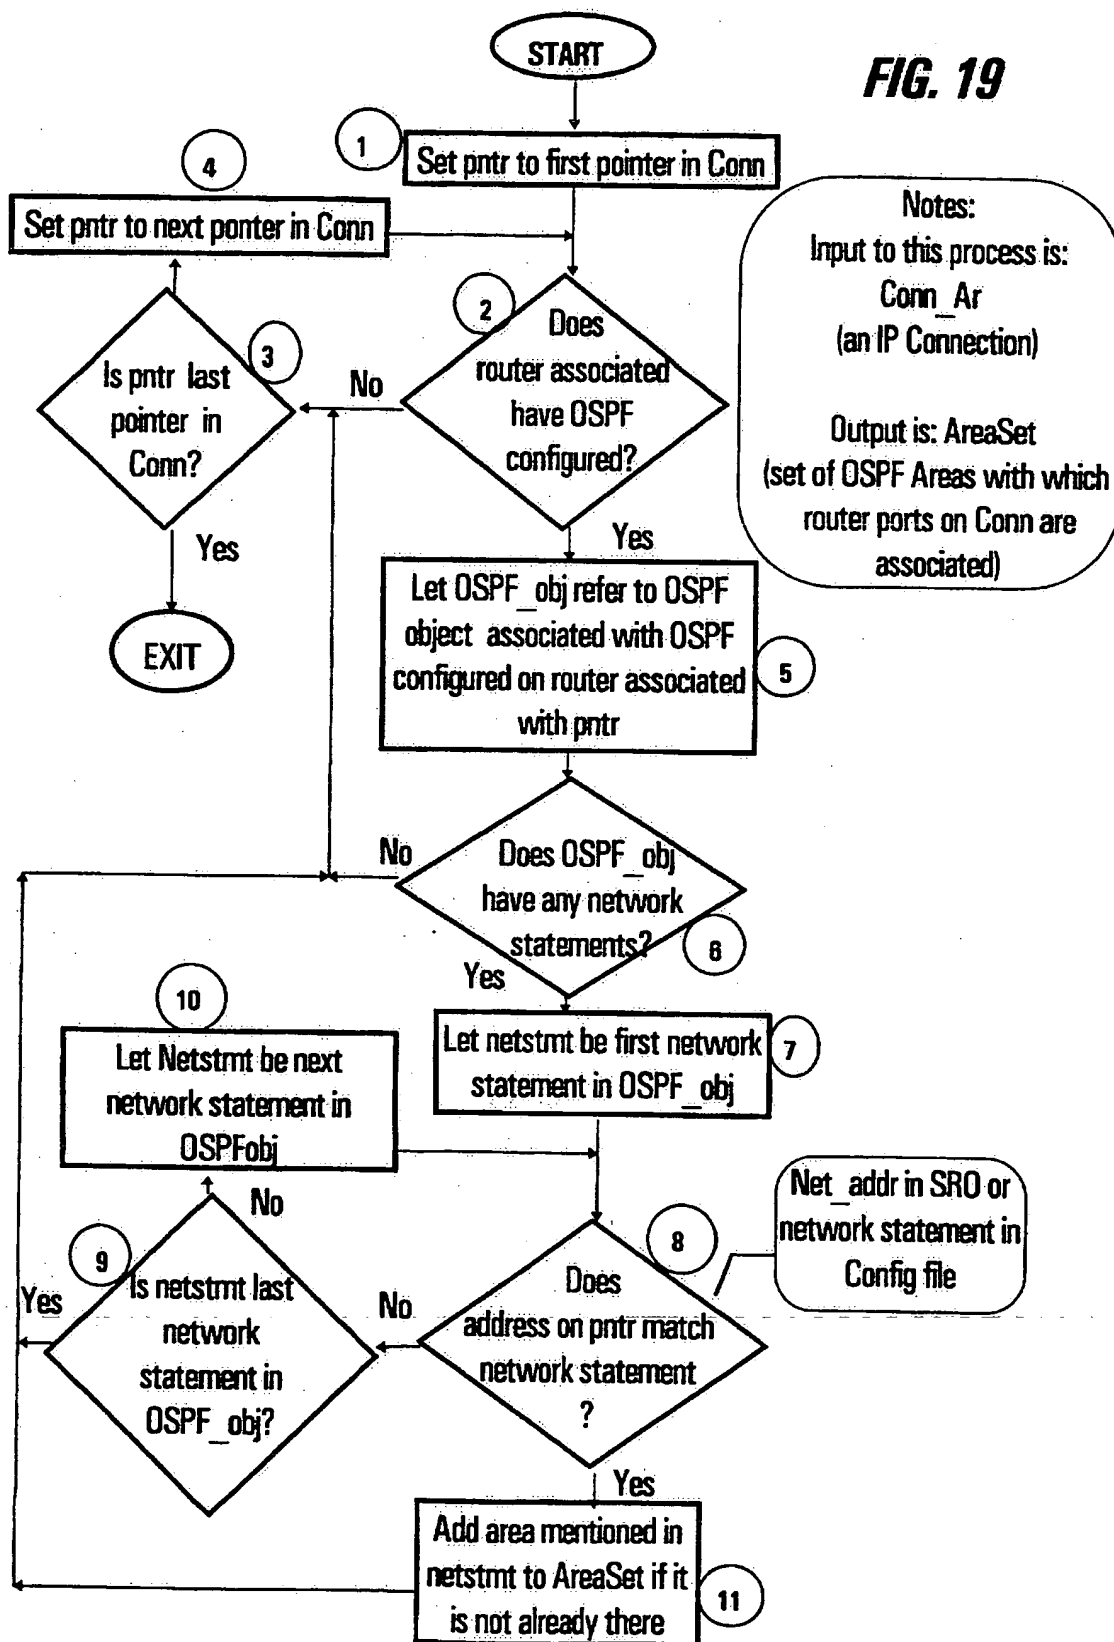 START
FIG. 19
1
Set pntr to first pointer in Conn
4
Set pntr to next ponter in Conn
Notes:
Input to this process is:
Conn_Ar
(an IP Connection)
Output is: AreaSet
(set of OSPF Areas with which
router ports on Conn are
associated)
2
Does
router associated
have OSPF
configured?
No
Yes
3
Is pntr last
pointer in
Conn?
Yes
EXIT
Let OSPF_obj refer to OSPF
object associated with OSPF
configured on router associated
with pntr
5
No
Does OSPF_obj
have any network
statements?
6
Yes
10
Let Netstmt be next
network statement in
OSPFobj
Let netstmt be first network
statement in OSPF_obj
7
No
Net_addr in SRO or
network statement in
Config file
9
Is netstmt last
network
statement in
OSPF_obj?
Yes
No
8
Does
address on pntr match
network statement
?
Yes
Add area mentioned in
netstmt to AreaSet if it
is not already there
11